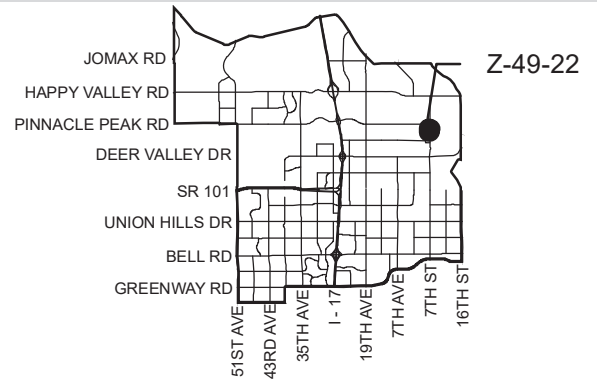 JOMAX RD
Z-49-22
HAPPY VALLEY RD
PINNACLE PEAK RD
DEER VALLEY DR
SR 101
UNION HILLS DR
BELL RD
GREENWAY RD
51ST AVE
43RD AVE
35TH AVE
I - 17
19TH AVE
7TH AVE
7TH ST
16TH ST